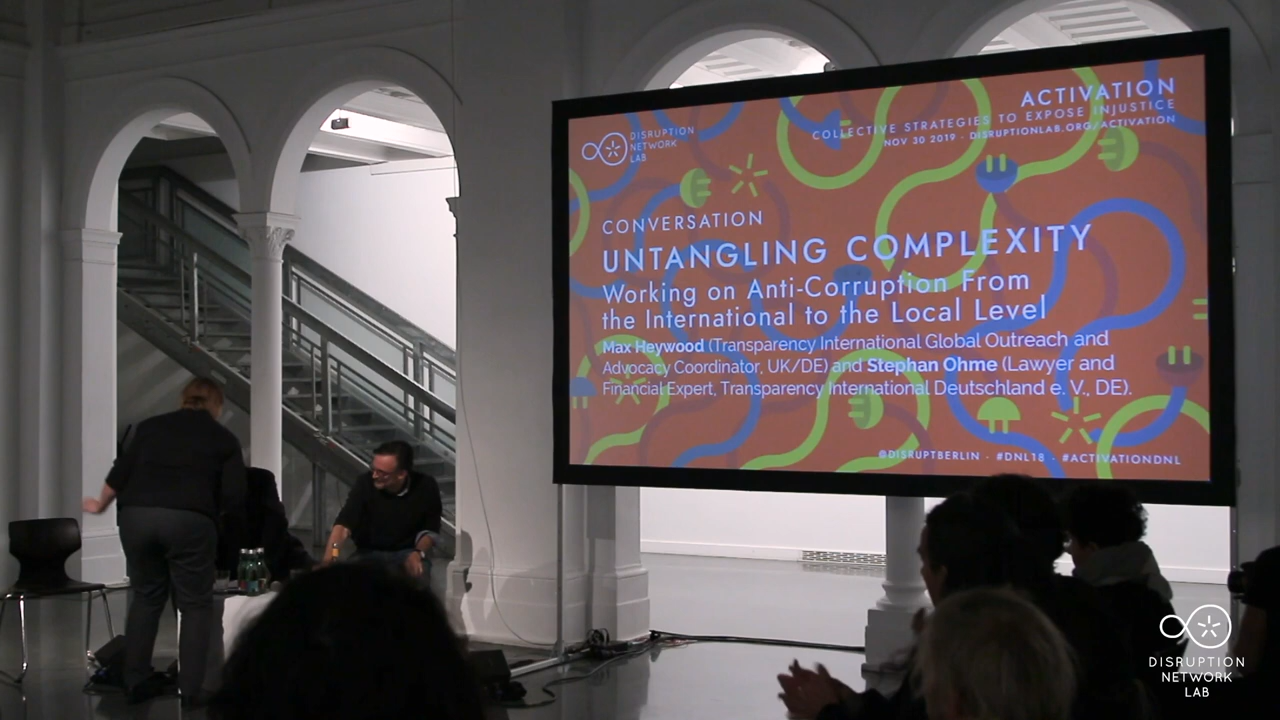 DISRUPTION
NETWORK
LAB
ACTIVATION
COLLECTIVE STRATEGIES TO EXPOSE INJUSTICE
NOV 30 2019 · DISRUPTIONLAB.ORG/ACTIVATION
CONVERSATION
UNTANGLING COMPLEXITY
Working on Anti-Corruption From
the International to the Local Level
Max Heywood (Transparency International Global Outreach and
Advocacy Coordinator, UK/DE) and Stephan Ohme (Lawyer and
Financial Expert, Transparency International Deutschland e. V., DE).
@DISRUPTBERLIN · #DNL18 · #ACTIVATIONDNL
DISRUPTION
NETWORK
LAB